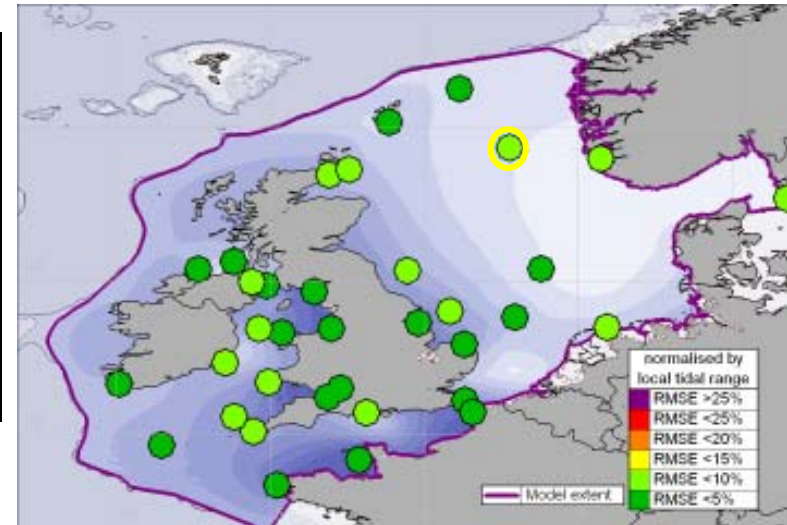 normalised by
local tidal range
RMSE >25%
RMSE <25%
RMSE <20%
RMSE <15%
RMSE <10%
RMSE <5%
Model extent